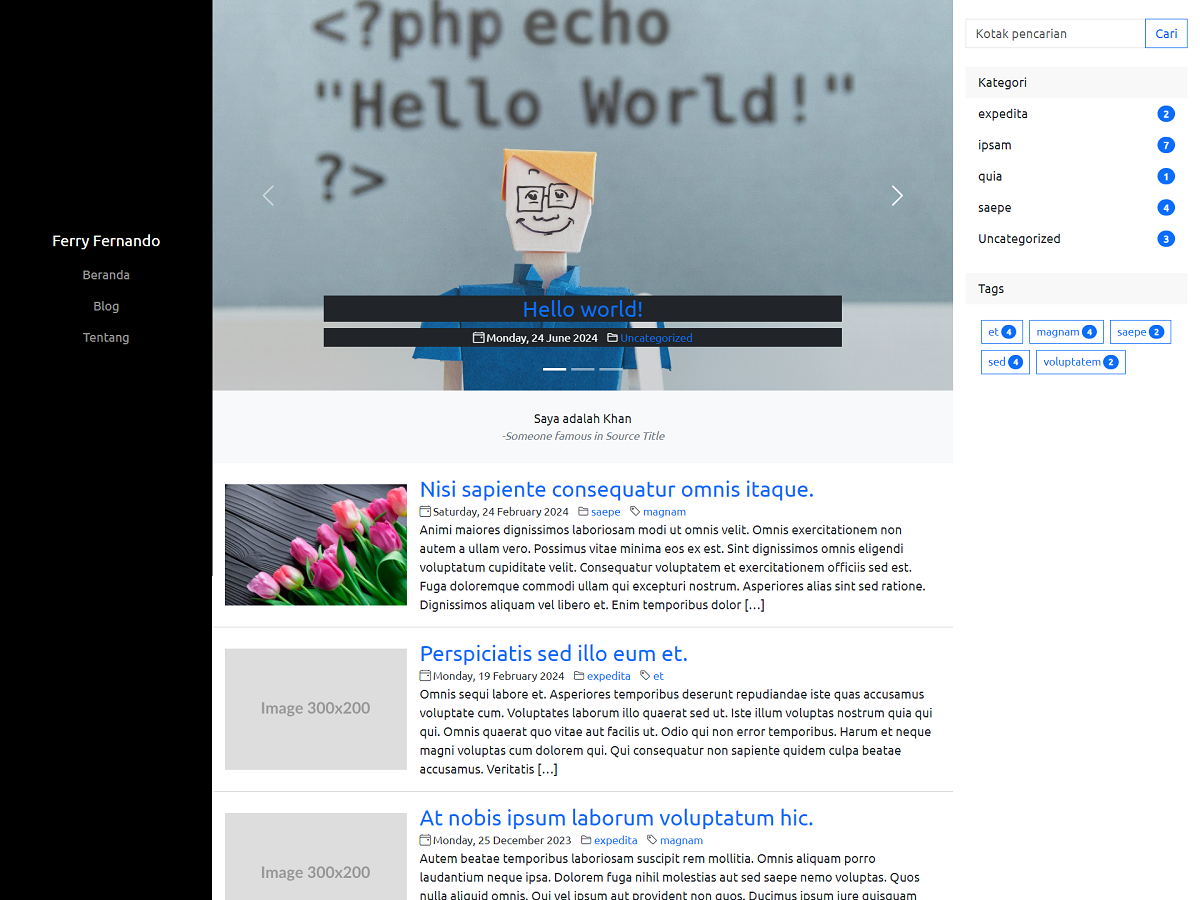 Ferry Fernando
Beranda
Blog
Tentang
<?php echo
"Hello World!"
?>
Hello world!
Monday, 24 June 2024 Uncategorized
Saya adalah Khan
-Someone famous in Source Title
Nisi sapiente consequatur omnis itaque.
Saturday, 24 February 2024 saepe magnam
Animi maiores dignissimos laboriosam modi ut omnis velit. Omnis exercitationem non
autem a ullam vero. Possimus vitae minima eos ex est. Sint dignissimos omnis eligendi
voluptatum cupiditate velit. Consequatur voluptatem et exercitationem officiis sed est.
Fuga doloremque commodi ullam qui excepturi nostrum. Asperiores alias sint sed ratione.
Dignissimos aliquam vel libero et. Enim temporibus dolor […]
Image 300x200
Perspiciatis sed illo eum et.
Monday, 19 February 2024 expedita et
Omnis sequi labore et. Asperiores temporibus deserunt repudiandae iste quas accusamus
voluptate cum. Voluptates laborum illo quaerat sed ut. Iste illum voluptas nostrum quia qui
qui. Omnis quaerat quo vitae aut facilis ut. Odio qui non error temporibus. Harum et neque
magni voluptas cum dolorem qui. Qui consequatur non sapiente quidem culpa beatae
accusamus. Veritatis […]
Image 300x200
At nobis ipsum laborum voluptatum hic.
Monday, 25 December 2023 expedita magnam
Autem beatae temporibus laboriosam suscipit rem mollitia. Omnis aliquam porro
laudantium neque ipsa. Dolorem fuga nihil molestias aut sed saepe nemo voluptas. Quos
nulla aliquid omnis. Qui vel ipsum aut provident non quos. Ducimus ipsum iure quisquam
Kotak pencarian Cari
Kategori
expedita 2
ipsam 7
quia 1
saepe 4
Uncategorized 3
Tags
et 4 magnam 4 saepe 2
sed 4 voluptatem 2